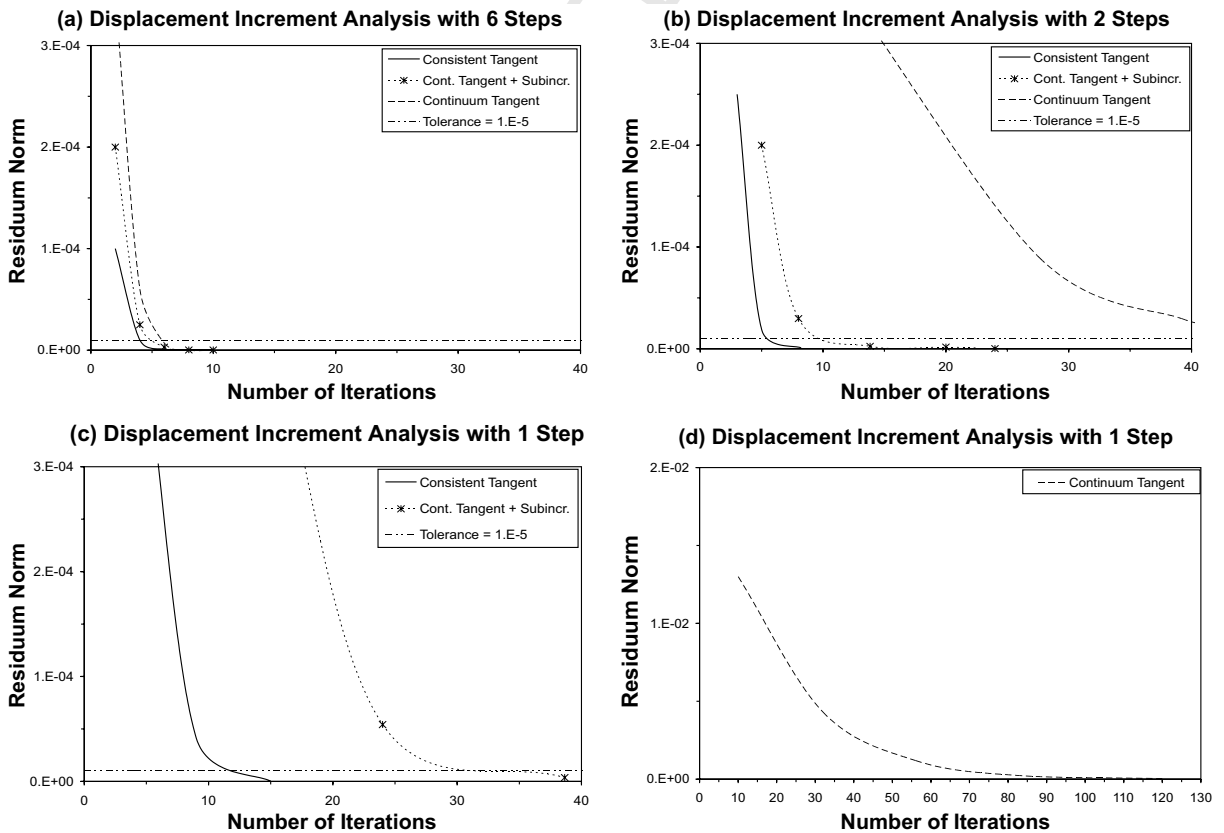 (a) Displacement Increment Analysis with 6 Steps
3.E-04
2.E-04
1.E-04
0.E+00
Residuum Norm
Consistent Tangent
Cont. Tangent + Subincr.
Continuum Tangent
Tolerance = 1.E-5
0 10 20 30 40
Number of Iterations
(b) Displacement Increment Analysis with 2 Steps
3.E-04
2.E-04
1.E-04
0.E+00
Residuum Norm
Consistent Tangent
Cont. Tangent + Subincr.
Continuum Tangent
Tolerance = 1.E-5
0 10 20 30 40
Number of Iterations
(c) Displacement Increment Analysis with 1 Step
3.E-04
2.E-04
1.E-04
0.E+00
Residuum Norm
Consistent Tangent
Cont. Tangent + Subincr.
Tolerance = 1.E-5
0 10 20 30 40
Number of Iterations
(d) Displacement Increment Analysis with 1 Step
2.E-02
1.E-02
0.E+00
Residuum Norm
Continuum Tangent
0 10 20 30 40 50 60 70 80 90 100 110 120 130
Number of Iterations